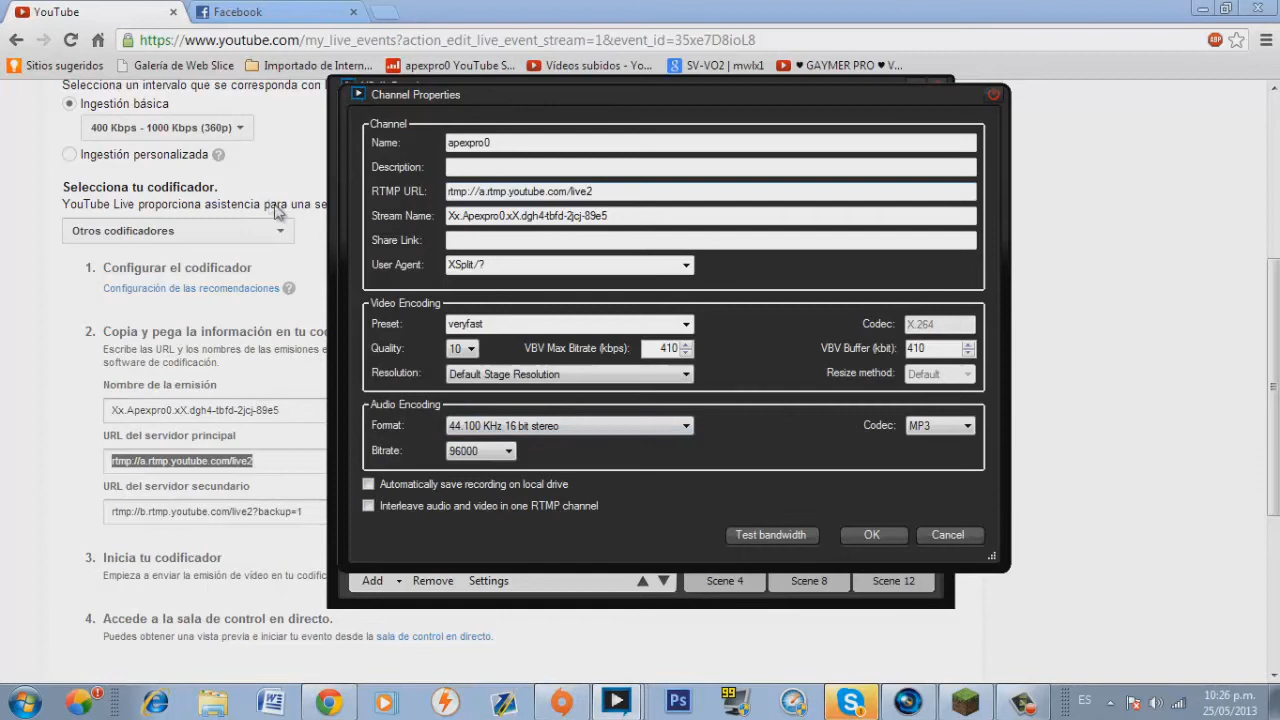 YouTube
Facebook
https://www.youtube.com/my_live_events?action_edit_live_event_stream=1&event_id=35xe7D8ioL8
ABP
Sitios sugeridos
Galería de Web Slice
Importado de Intern...
apexpro0 YouTube S...
Vídeos subidos - Yo...
SV-VO2 | mwlx1
♥ GAYMER PRO ♥ V...
Selecciona un intervalo que se corresponda con l
Ingestión básica
400 Kbps - 1000 Kbps (360p)
Ingestión personalizada ?
Selecciona tu codificador.
YouTube Live proporciona asistencia para una se
Otros codificadores
1. Configurar el codificador
Configuración de las recomendaciones ?
2. Copia y pega la información en tu cod
Escribe las URL y los nombres de las emisiones e
software de codificación.
Nombre de la emisión
Xx.Apexpro0.xX.dgh4-tbfd-2jcj-89e5
URL del servidor principal
rtmp://a.rtmp.youtube.com/live2
URL del servidor secundario
rtmp://b.rtmp.youtube.com/live2?backup=1
3. Inicia tu codificador
Empieza a enviar la emisión de vídeo en tu codific
4. Accede a la sala de control en directo.
Puedes obtener una vista previa e iniciar tu evento desde la sala de control en directo.
Channel Properties
Channel
Name: apexpro0
Description:
RTMP URL: rtmp://a.rtmp.youtube.com/live2
Stream Name: Xx.Apexpro0.xX.dgh4-tbfd-2jcj-89e5
Share Link:
User Agent: XSplit/?
Video Encoding
Preset: veryfast Codec: X.264
Quality: 10 VBV Max Bitrate (kbps): 410 VBV Buffer (kbit): 410
Resolution: Default Stage Resolution Resize method: Default
Audio Encoding
Format: 44.100 KHz 16 bit stereo Codec: MP3
Bitrate: 96000
Automatically save recording on local drive
Interleave audio and video in one RTMP channel
Test bandwidth OK Cancel
Add Remove Settings Scene 4 Scene 8 Scene 12
Ps
99
ES
10:26 p.m.
25/05/2013